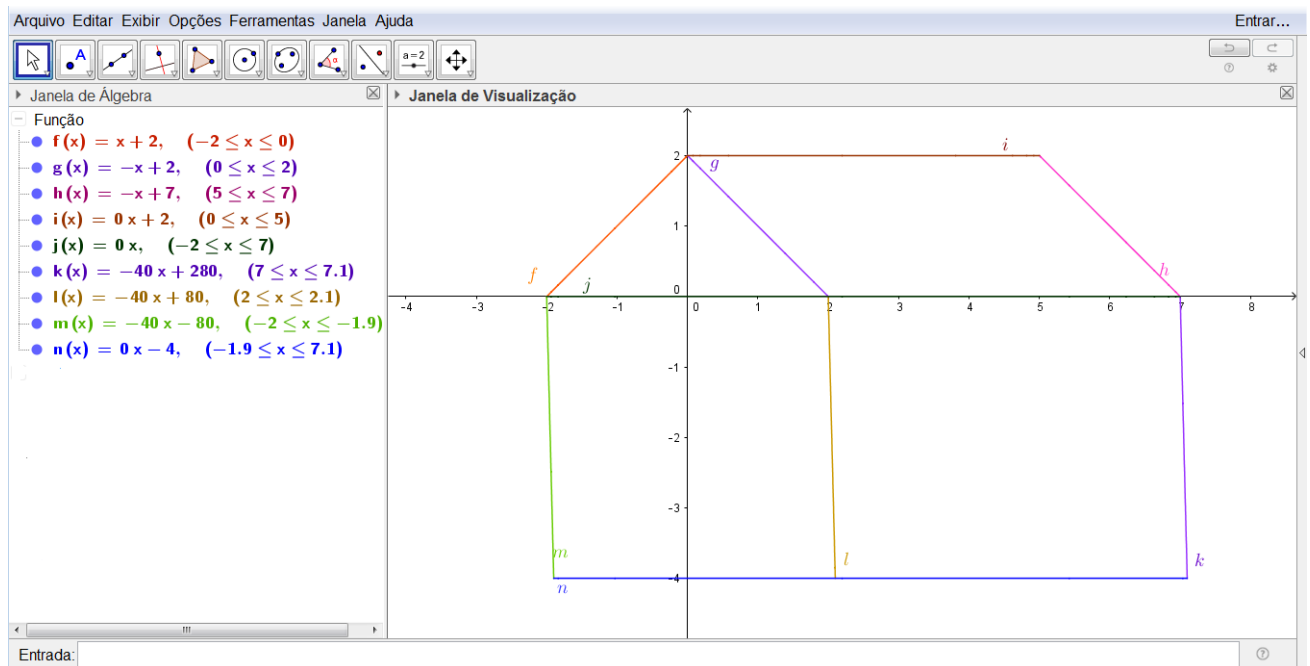 Arquivo Editar Exibir Opções Ferramentas Janela Ajuda Entrar...
A
α
a=2
Janela de Álgebra
Janela de Visualização
Função
f(x) = x + 2, (−2 ≤ x ≤ 0)
g(x) = −x + 2, (0 ≤ x ≤ 2)
h(x) = −x + 7, (5 ≤ x ≤ 7)
i(x) = 0 x + 2, (0 ≤ x ≤ 5)
j(x) = 0 x, (−2 ≤ x ≤ 7)
k(x) = −40 x + 280, (7 ≤ x ≤ 7.1)
l(x) = −40 x + 80, (2 ≤ x ≤ 2.1)
m(x) = −40 x − 80, (−2 ≤ x ≤ −1.9)
n(x) = 0 x − 4, (−1.9 ≤ x ≤ 7.1)
i
2
g
1
f
j
h
0
-4 -3 -2 -1 0 1 2 3 4 5 6 7 8
-1
-2
-3
m
l
k
-4
n
Entrada: